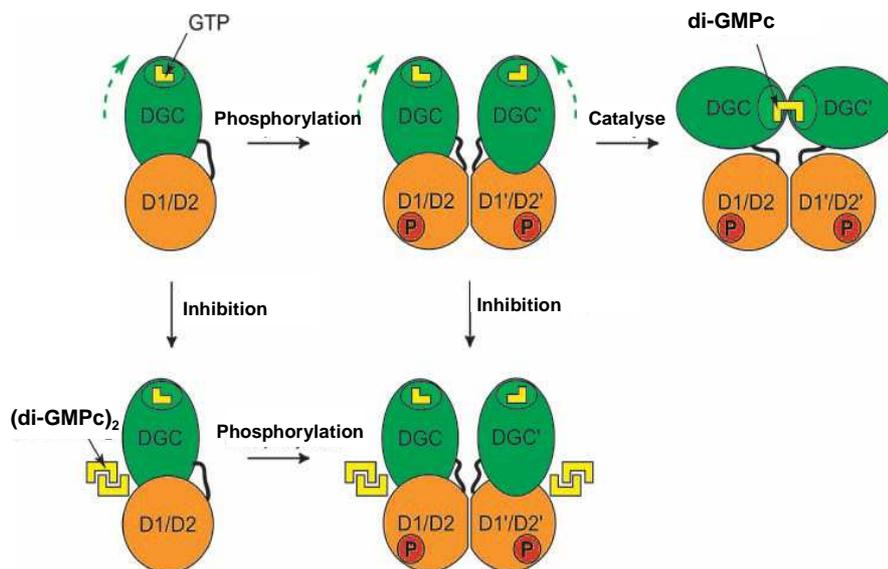 GTP
di-GMPc
DGC
Phosphorylation
DGC
DGC'
Catalyse
DGC
DGC'
D1/D2
D1/D2
D1'/D2'
D1/D2
D1'/D2'
P
P
P
P
Inhibition
Inhibition
(di-GMPc)2
DGC
Phosphorylation
DGC
DGC'
D1/D2
D1/D2
D1'/D2'
P
P